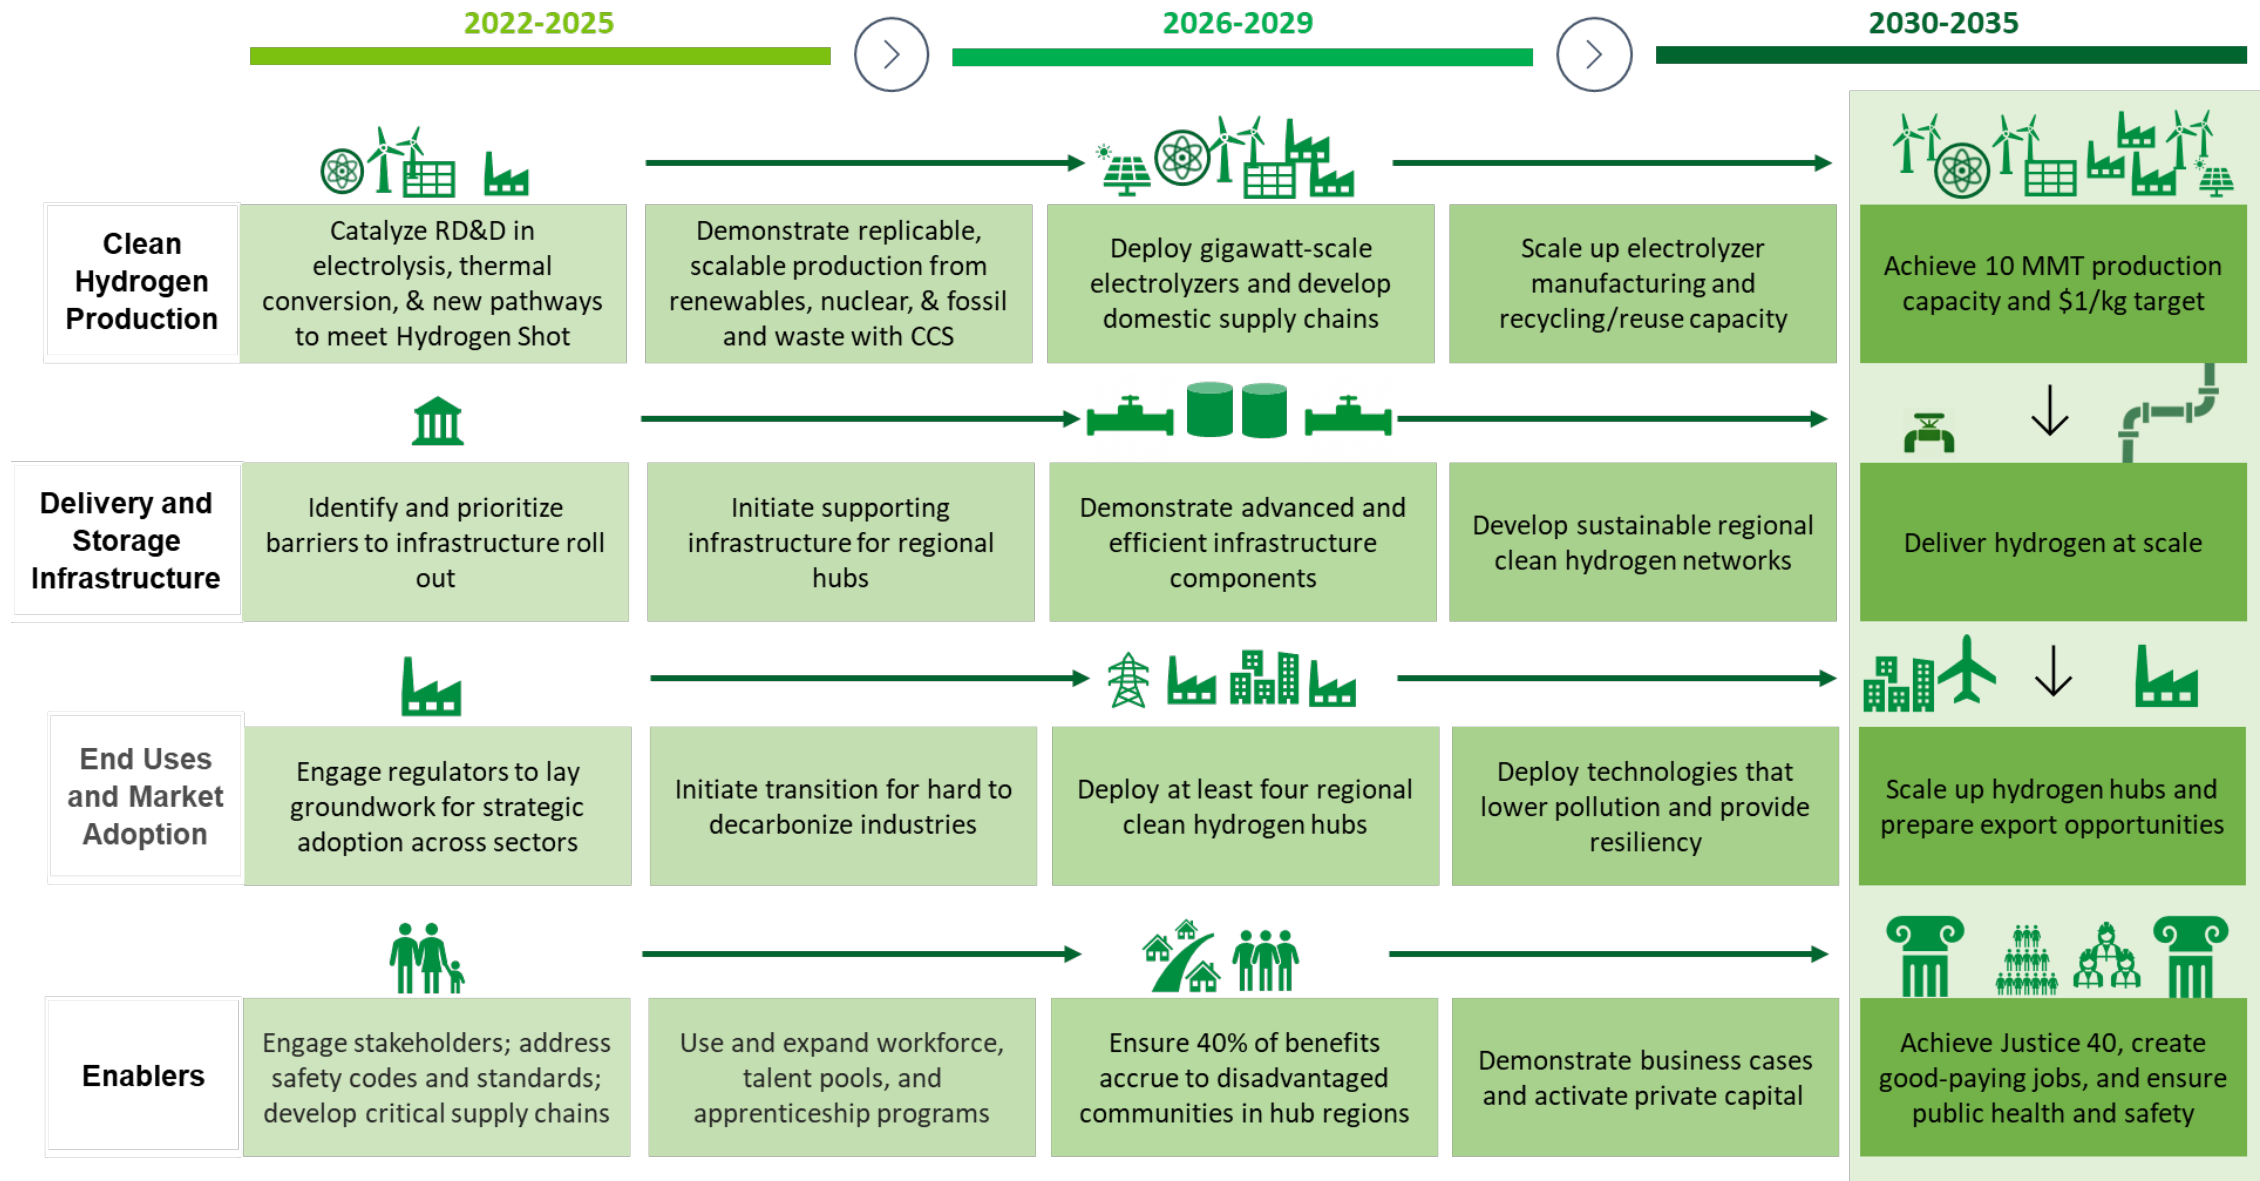 2022-2025
2026-2029
2030-2035
Clean
Hydrogen
Production
Catalyze RD&D in
electrolysis, thermal
conversion, & new pathways
to meet Hydrogen Shot
Demonstrate replicable,
scalable production from
renewables, nuclear, & fossil
and waste with CCS
Deploy gigawatt-scale
electrolyzers and develop
domestic supply chains
Scale up electrolyzer
manufacturing and
recycling/reuse capacity
Achieve 10 MMT production
capacity and $1/kg target
Delivery and
Storage
Infrastructure
Identify and prioritize
barriers to infrastructure roll
out
Initiate supporting
infrastructure for regional
hubs
Demonstrate advanced and
efficient infrastructure
components
Develop sustainable regional
clean hydrogen networks
Deliver hydrogen at scale
End Uses
and Market
Adoption
Engage regulators to lay
groundwork for strategic
adoption across sectors
Initiate transition for hard to
decarbonize industries
Deploy at least four regional
clean hydrogen hubs
Deploy technologies that
lower pollution and provide
resiliency
Scale up hydrogen hubs and
prepare export opportunities
Enablers
Engage stakeholders; address
safety codes and standards;
develop critical supply chains
Use and expand workforce,
talent pools, and
apprenticeship programs
Ensure 40% of benefits
accrue to disadvantaged
communities in hub regions
Demonstrate business cases
and activate private capital
Achieve Justice 40, create
good-paying jobs, and ensure
public health and safety